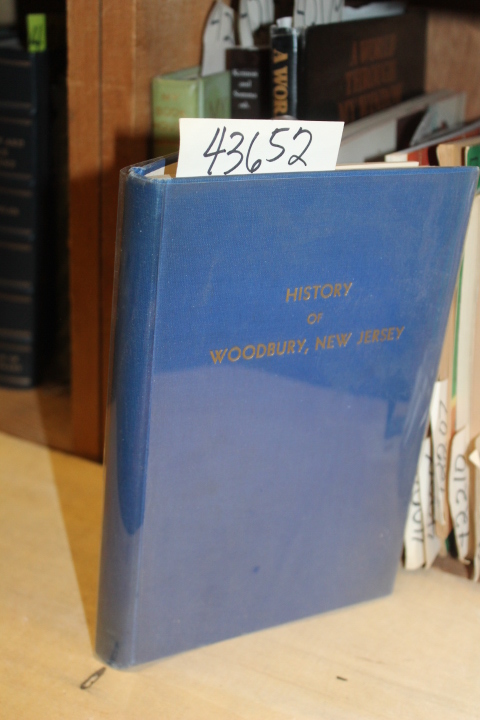 43652
HISTORY
OF
WOODBURY, NEW JERSEY